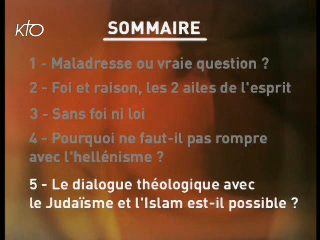 KTO
SOMMAIRE
1 - Maladresse ou vraie question ?
2 - Foi et raison, les 2 ailes de l'esprit
3 - Sans foi ni loi
4 - Pourquoi ne faut-il pas rompre
avec l'hellénisme ?
5 - Le dialogue théologique avec
le Judaïsme et l'Islam est-il possible ?